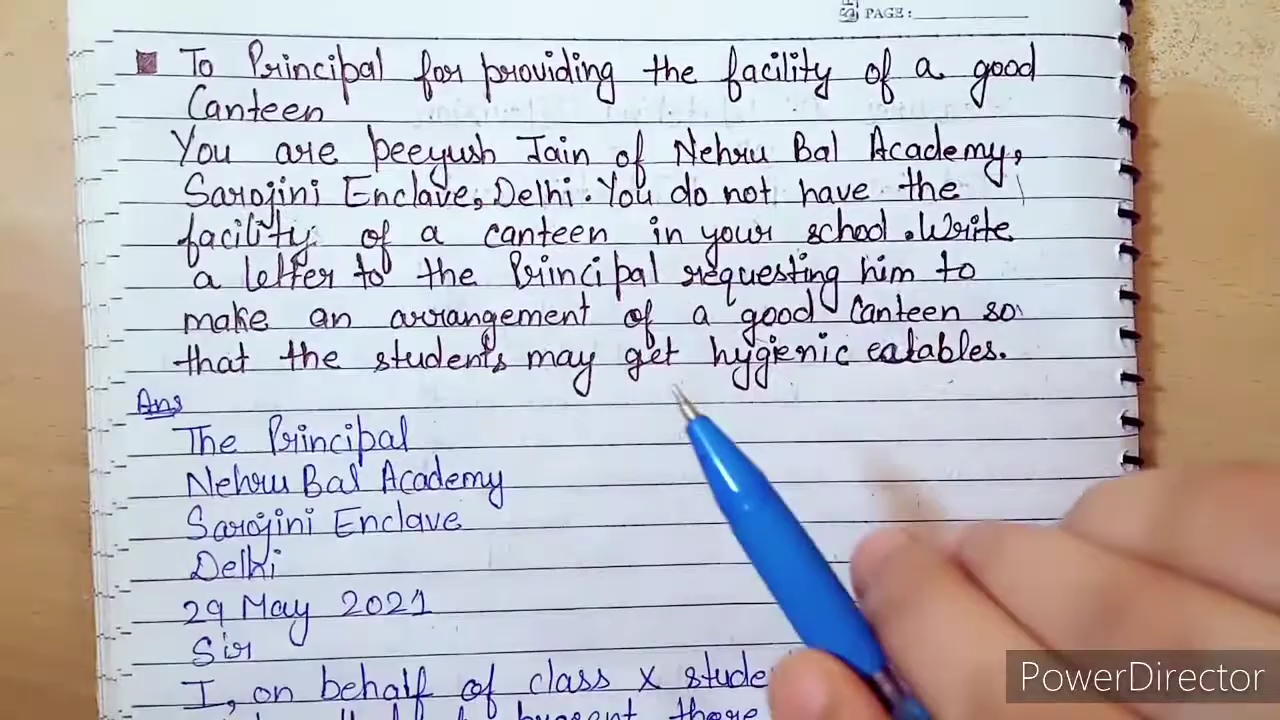 PAGE:
To Principal for providing the facility of a good
Canteen
You are Peeyush Jain of Nehru Bal Academy,
Sarojini Enclave, Delhi. You do not have the
facility of a canteen in your school. Write
a letter to the Principal requesting him to
make an arrangement of a good Canteen so
that the students may get hygienic eatables.
Ans
The Principal
Nehru Bal Academy
Sarojini Enclave
Delhi
29 May 2021
Sir
I, on behalf of class X stude
present there
PowerDirector